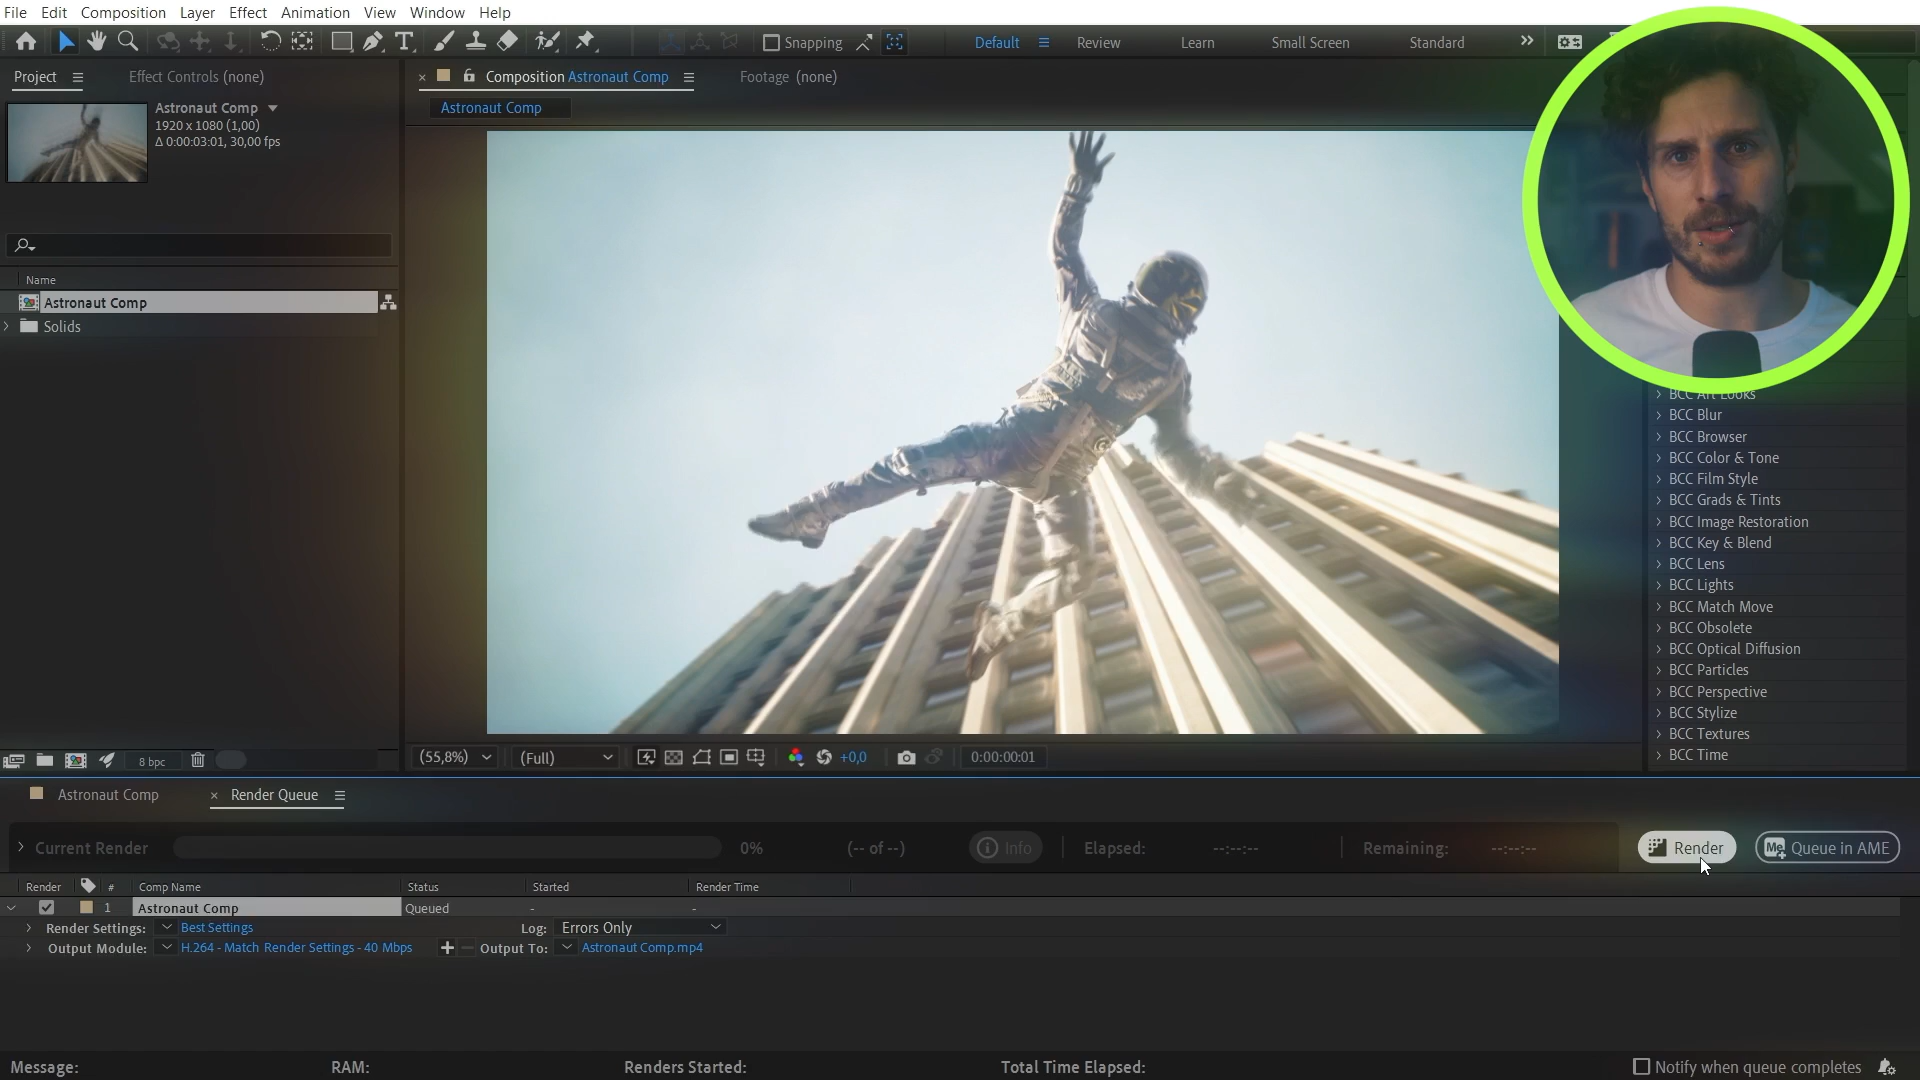 File Edit Composition Layer Effect Animation View Window Help
Snapping Default Review Learn Small Screen Standard
Project Effect Controls (none) Composition Astronaut Comp Footage (none)
Astronaut Comp
1920 x 1080 (1,00)
Δ 0:00:03:01, 30,00 fps
Astronaut Comp
Name
Astronaut Comp
Solids
BCC Art Looks
BCC Blur
BCC Browser
BCC Color & Tone
BCC Film Style
BCC Grads & Tints
BCC Image Restoration
BCC Key & Blend
BCC Lens
BCC Lights
BCC Match Move
BCC Obsolete
BCC Optical Diffusion
BCC Particles
BCC Perspective
BCC Stylize
BCC Textures
BCC Time
8 bpc (55,8%) (Full) +0,0 0:00:00:01
Astronaut Comp Render Queue
Current Render 0% (-- of --) Info Elapsed: --:--:-- Remaining: --:--:-- Render Me Queue in AME
Render # Comp Name Status Started Render Time
1 Astronaut Comp Queued - -
Render Settings: Best Settings Log: Errors Only
Output Module: H.264 - Match Render Settings - 40 Mbps Output To: Astronaut Comp.mp4
Message: RAM: Renders Started: Total Time Elapsed: Notify when queue completes